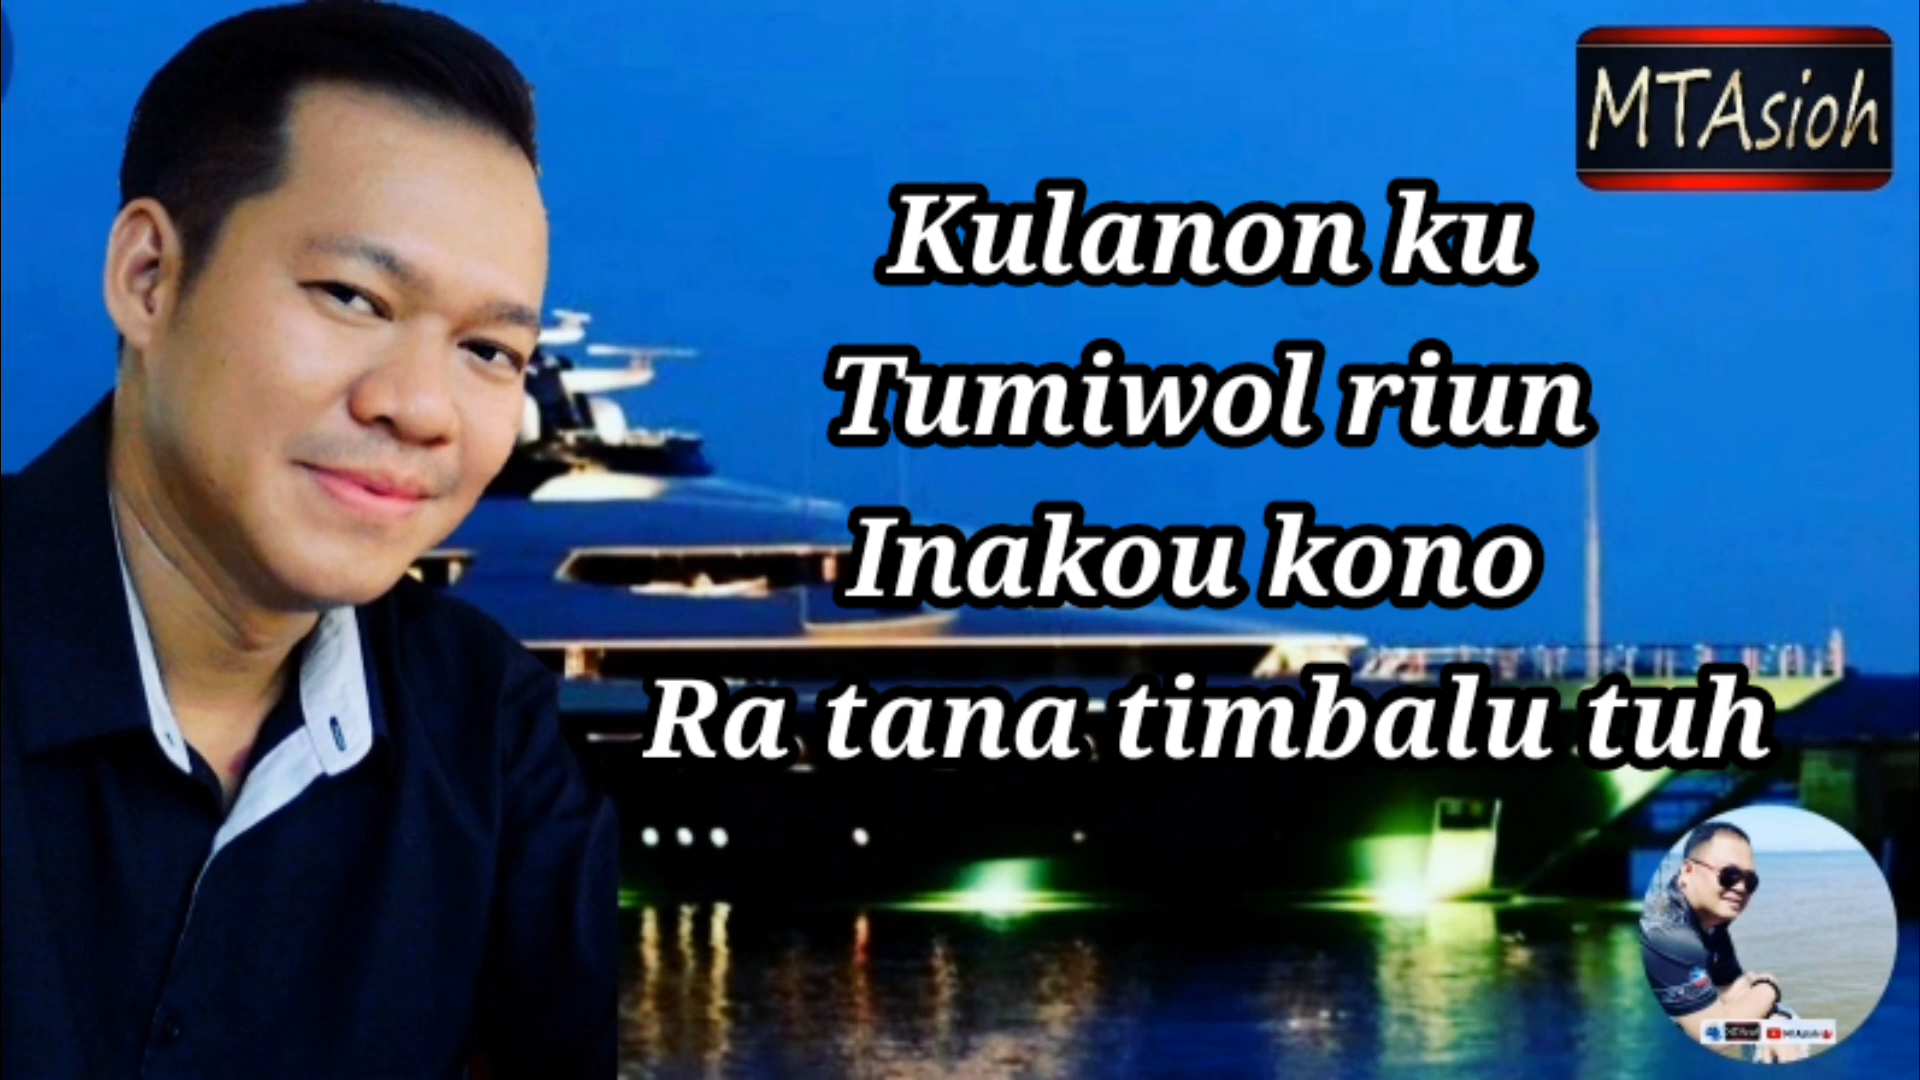 MTAsioh
Kulanon ku
Tumiwol riun
Inakou kono
Ra tana timbalu tuh